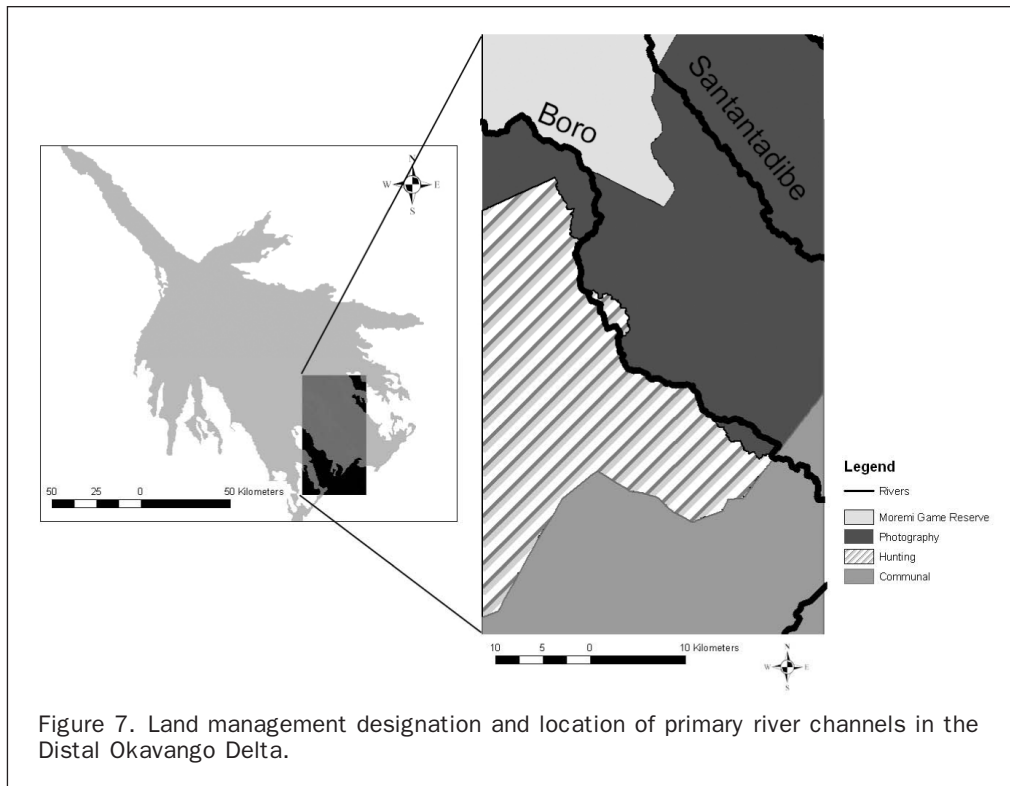 N
W E
S
50 25 0 50 Kilometers
Boro
Santantadibe
Legend
Rivers
Moremi Game Reserve
Photography
Hunting
Communal
10 5 0 10 Kilometers
N
W E
S
Figure 7. Land management designation and location of primary river channels in the
Distal Okavango Delta.